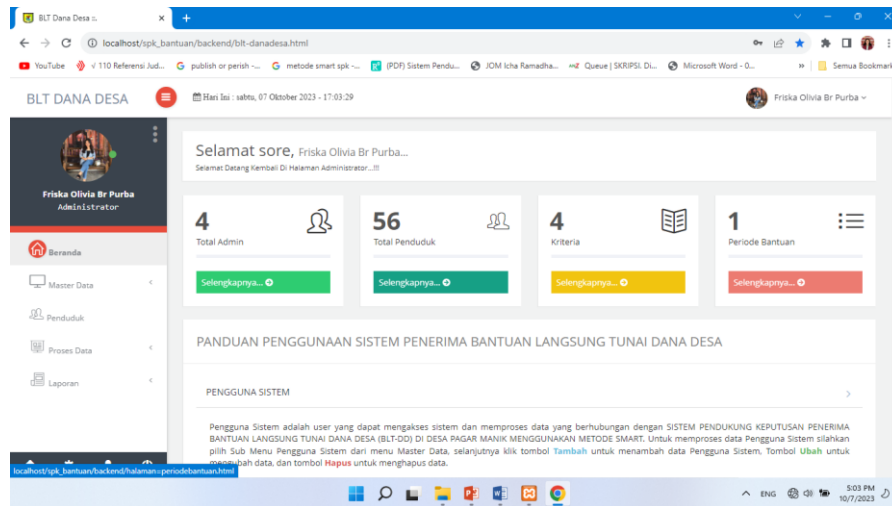 BLT Dana Desa ::.
localhost/spk_bantuan/backend/blt-danadesa.html
YouTube
√ 110 Referensi Jud...
publish or perish -...
metode smart spk -...
(PDF) Sistem Pendu...
JOM Icha Ramadha...
Queue | SKRIPSI. Di...
Microsoft Word - 0...
»
Semua Bookmark
BLT DANA DESA
Hari Ini : sabtu, 07 Oktober 2023 - 17:03:29
Friska Olivia Br Purba
Friska Olivia Br Purba
Administrator
Beranda
Master Data
Penduduk
Proses Data
Laporan
Selamat sore, Friska Olivia Br Purba...
Selamat Datang Kembali Di Halaman Administrator...!!!
4
Total Admin
Selengkapnya...
56
Total Penduduk
Selengkapnya...
4
Kriteria
Selengkapnya...
1
Periode Bantuan
Selengkapnya...
PANDUAN PENGGUNAAN SISTEM PENERIMA BANTUAN LANGSUNG TUNAI DANA DESA
PENGGUNA SISTEM
Pengguna Sistem adalah user yang dapat mengakses sistem dan memproses data yang berhubungan dengan SISTEM PENDUKUNG KEPUTUSAN PENERIMA
BANTUAN LANGSUNG TUNAI DANA DESA (BLT-DD) DI DESA PAGAR MANIK MENGGUNAKAN METODE SMART. Untuk memproses data Pengguna Sistem silahkan
pilih Sub Menu Pengguna Sistem dari menu Master Data, selanjutnya klik tombol Tambah untuk menambah data Pengguna Sistem, Tombol Ubah untuk
mengubah data, dan tombol Hapus untuk menghapus data.
localhost/spk_bantuan/backend/halaman=periodebantuan.html
ENG
5:03 PM
10/7/2023